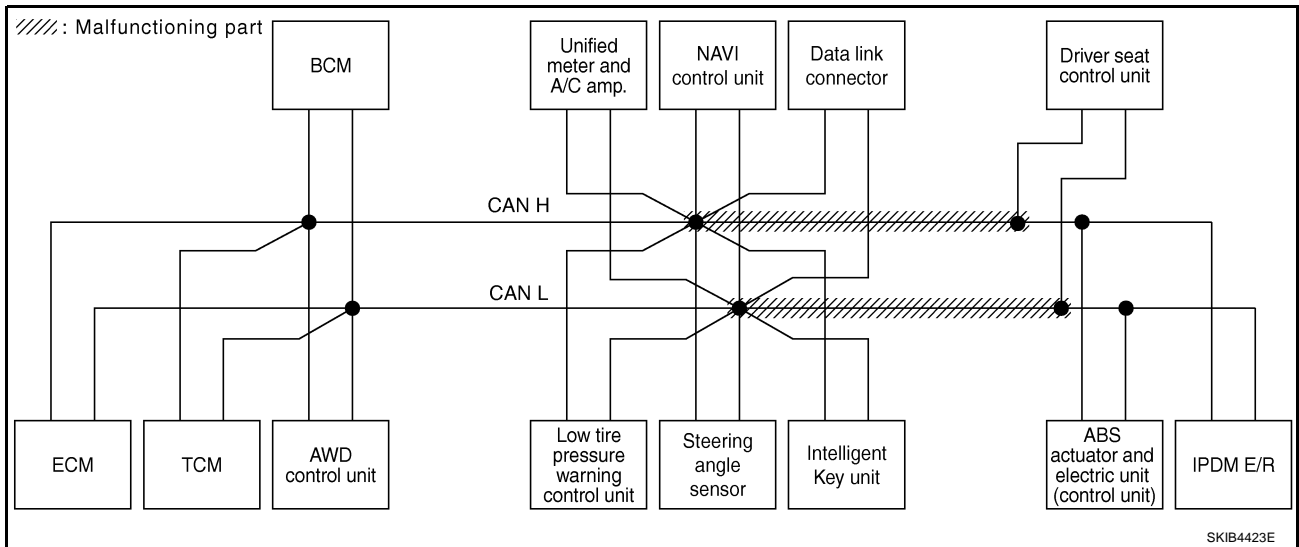 : Malfunctioning part
BCM
Unified
meter and
A/C amp.
NAVI
control unit
Data link
connector
Driver seat
control unit
CAN H
CAN L
ECM
TCM
AWD
control unit
Low tire
pressure
warning
control unit
Steering
angle
sensor
Intelligent
Key unit
ABS
actuator and
electric unit
(control unit)
IPDM E/R
SKIB4423E